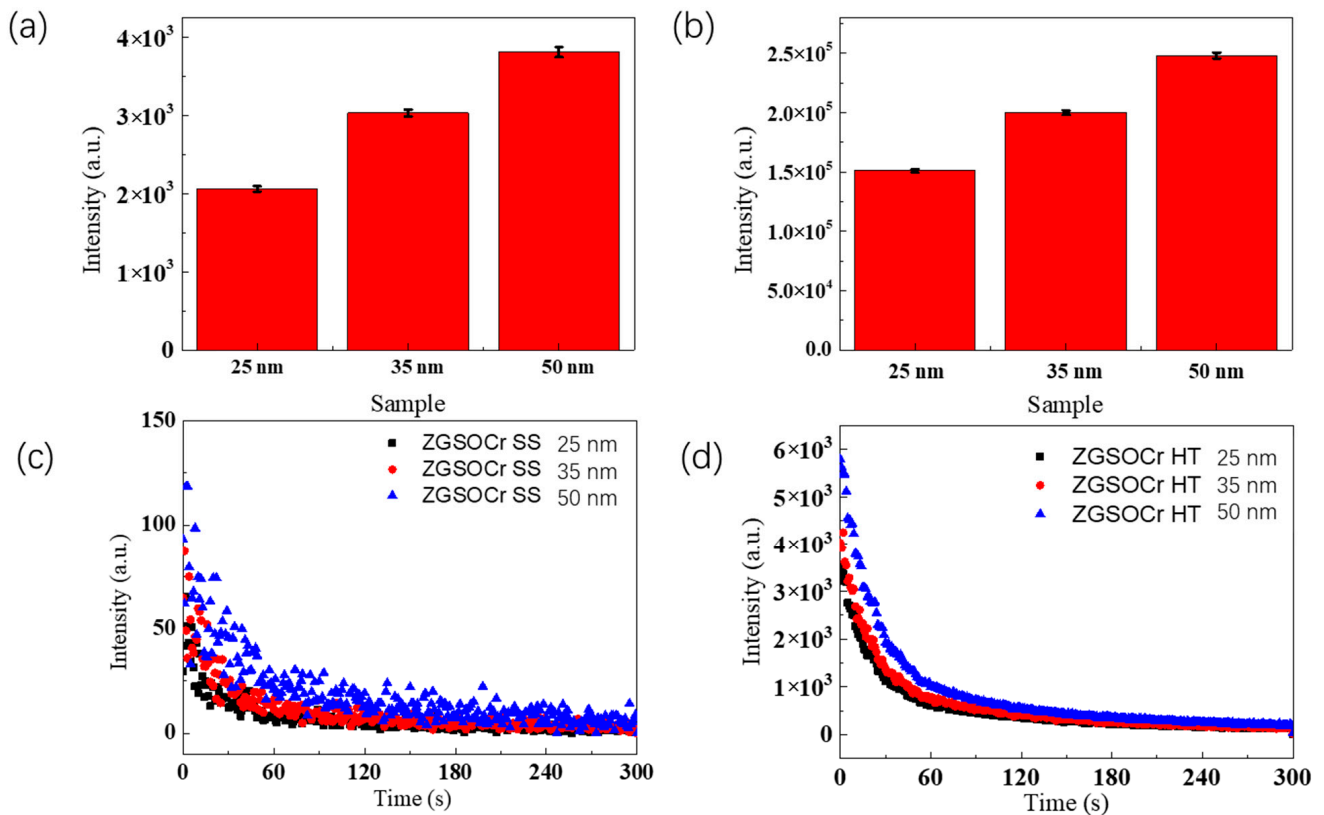 (a)
Intensity (a.u.)
4×10³
3×10³
2×10³
1×10³
0
25 nm 35 nm 50 nm
Sample
(b)
Intensity (a.u.)
2.5×10⁵
2.0×10⁵
1.5×10⁵
1.0×10⁵
5.0×10⁴
0.0
25 nm 35 nm 50 nm
Sample
(c)
Intensity (a.u.)
150
100
50
0
ZGSOCr SS 25 nm
ZGSOCr SS 35 nm
ZGSOCr SS 50 nm
0 60 120 180 240 300
Time (s)
(d)
Intensity (a.u.)
6×10³
5×10³
4×10³
3×10³
2×10³
1×10³
0
ZGSOCr HT 25 nm
ZGSOCr HT 35 nm
ZGSOCr HT 50 nm
0 60 120 180 240 300
Time (s)